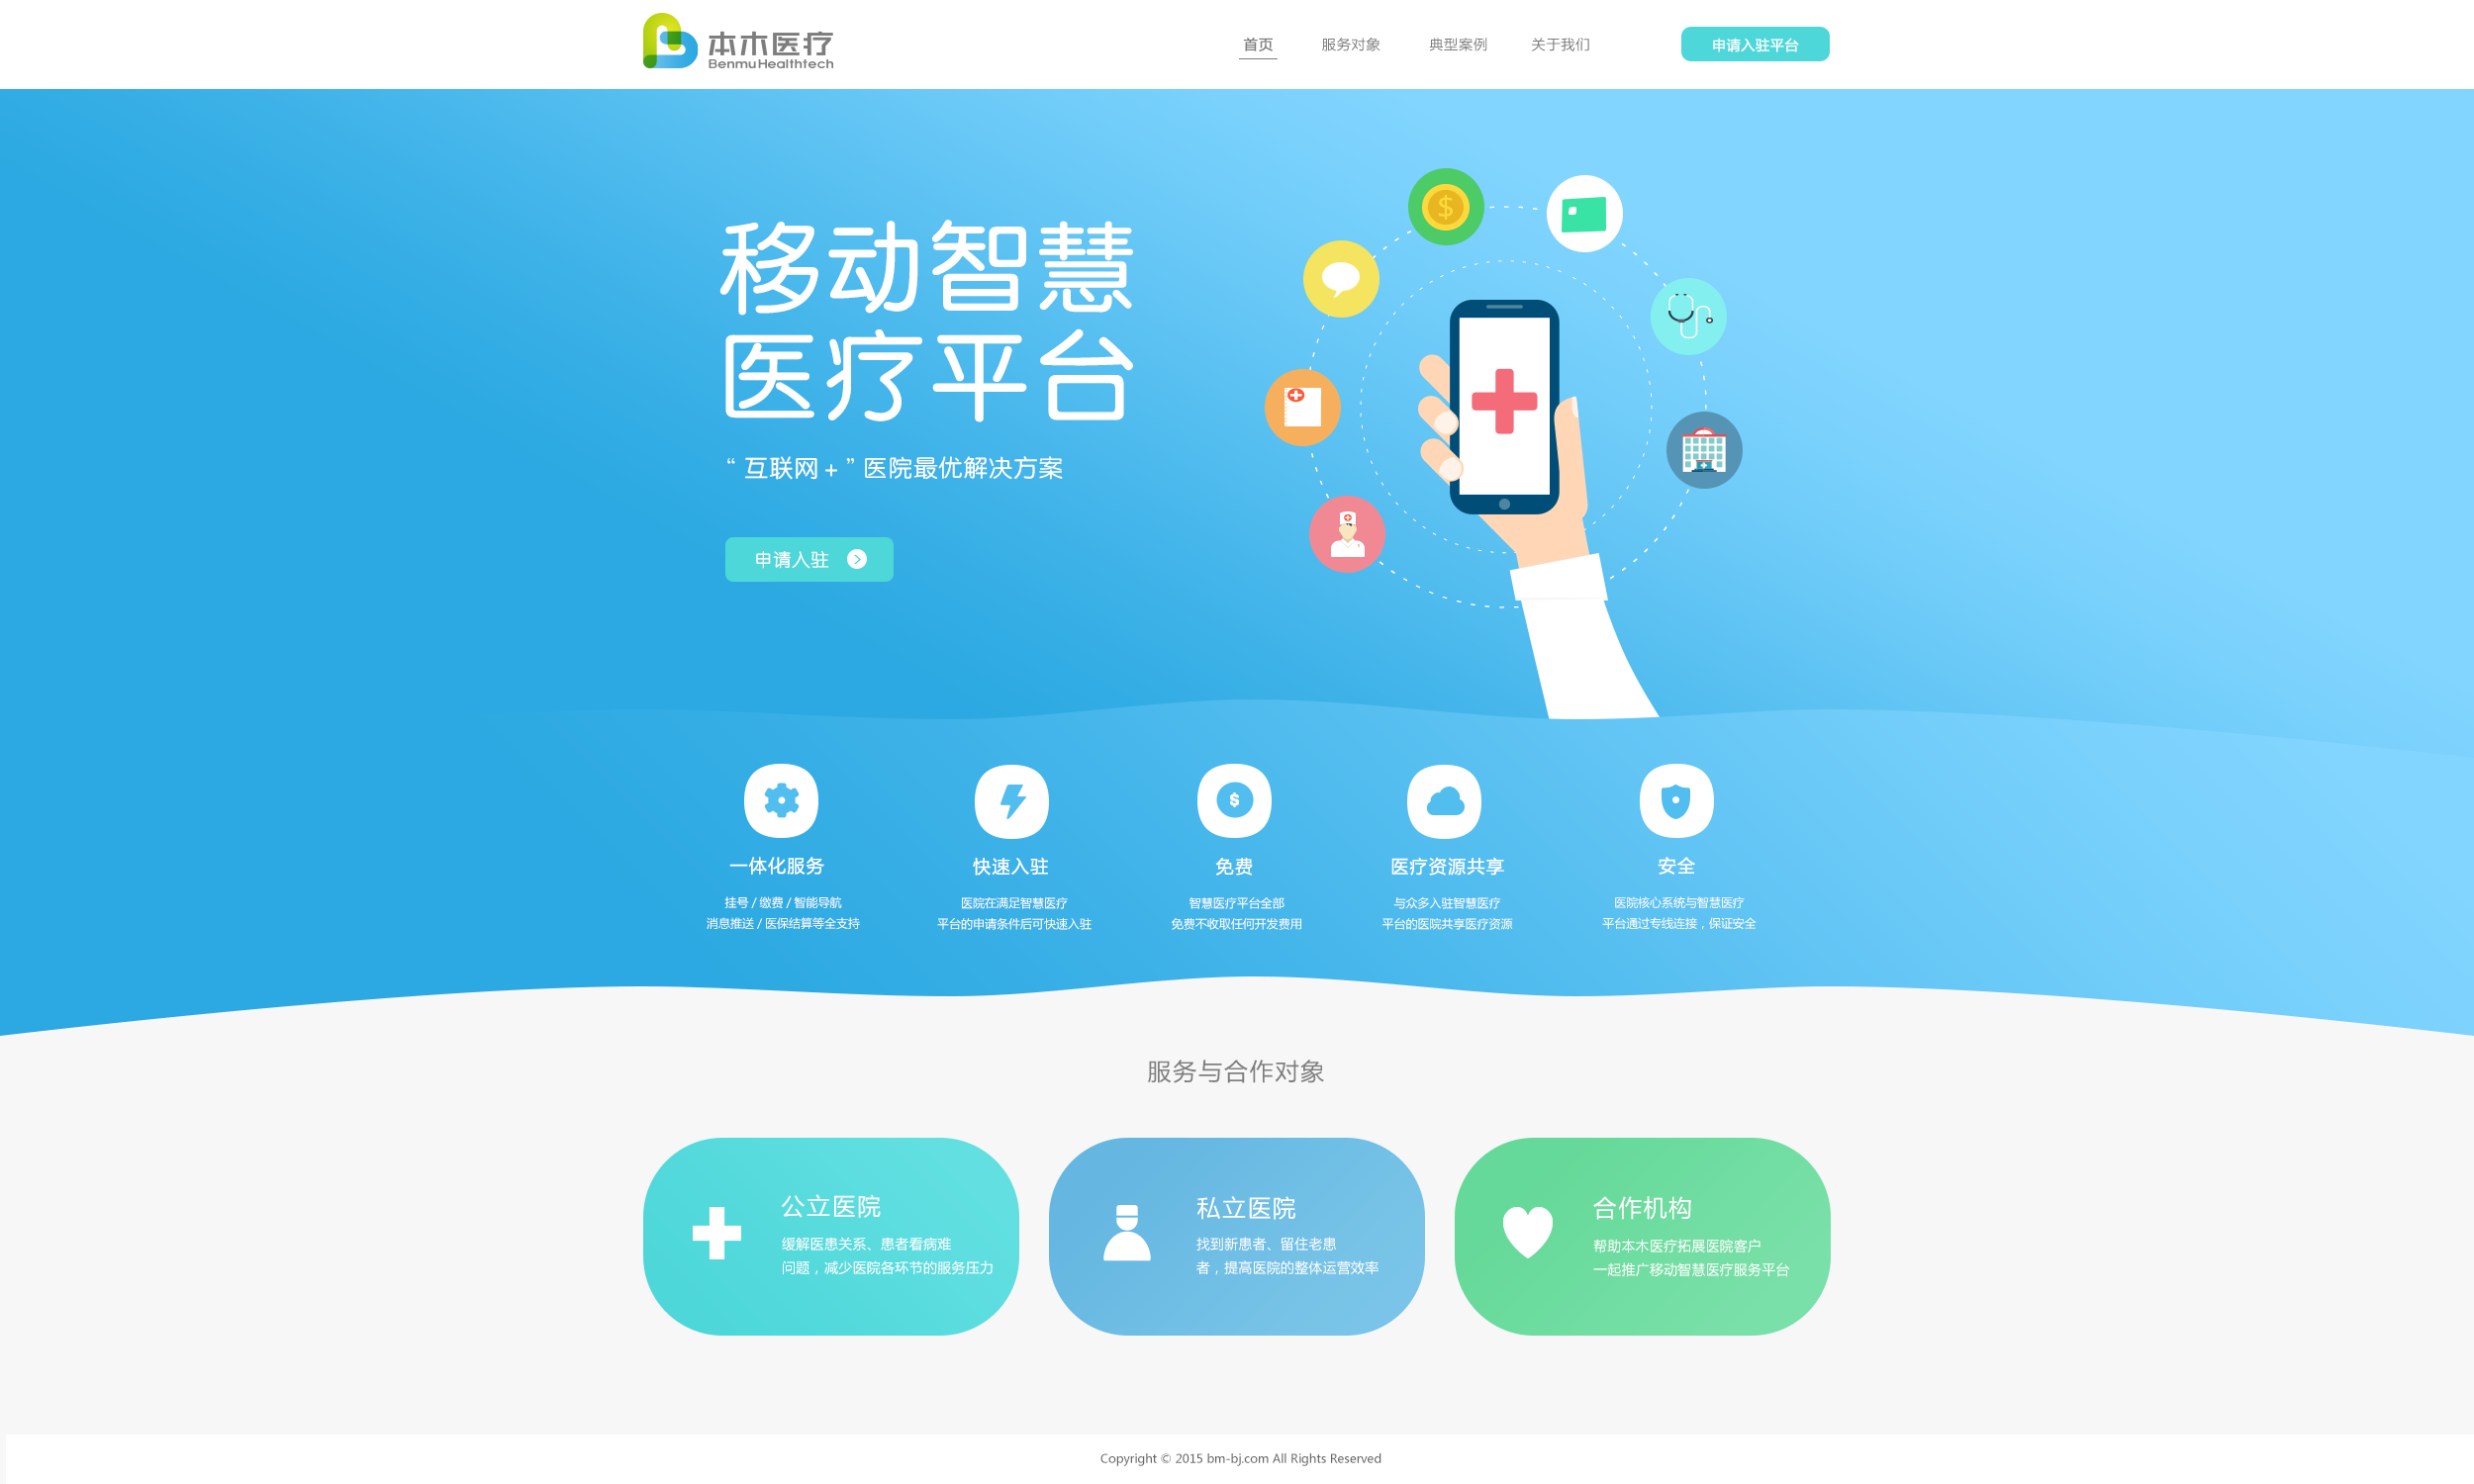 本木医疗
Benmu Healthtech
首页
服务对象
典型案例
关于我们
申请入驻平台
移动智慧
医疗平台
“ 互联网 + ” 医院最优解决方案
申请入驻
一体化服务
挂号 / 缴费 / 智能导航
消息推送 / 医保结算等全支持
快速入驻
医院在满足智慧医疗
平台的申请条件后可快速入驻
免费
智慧医疗平台全部
免费不收取任何开发费用
医疗资源共享
与众多入驻智慧医疗
平台的医院共享医疗资源
安全
医院核心系统与智慧医疗
平台通过专线连接，保证安全
服务与合作对象
公立医院
缓解医患关系、患者看病难
问题，减少医院各环节的服务压力
私立医院
找到新患者、留住老患
者，提高医院的整体运营效率
合作机构
帮助本木医疗拓展医院客户
一起推广移动智慧医疗服务平台
Copyright © 2015 bm-bj.com All Rights Reserved